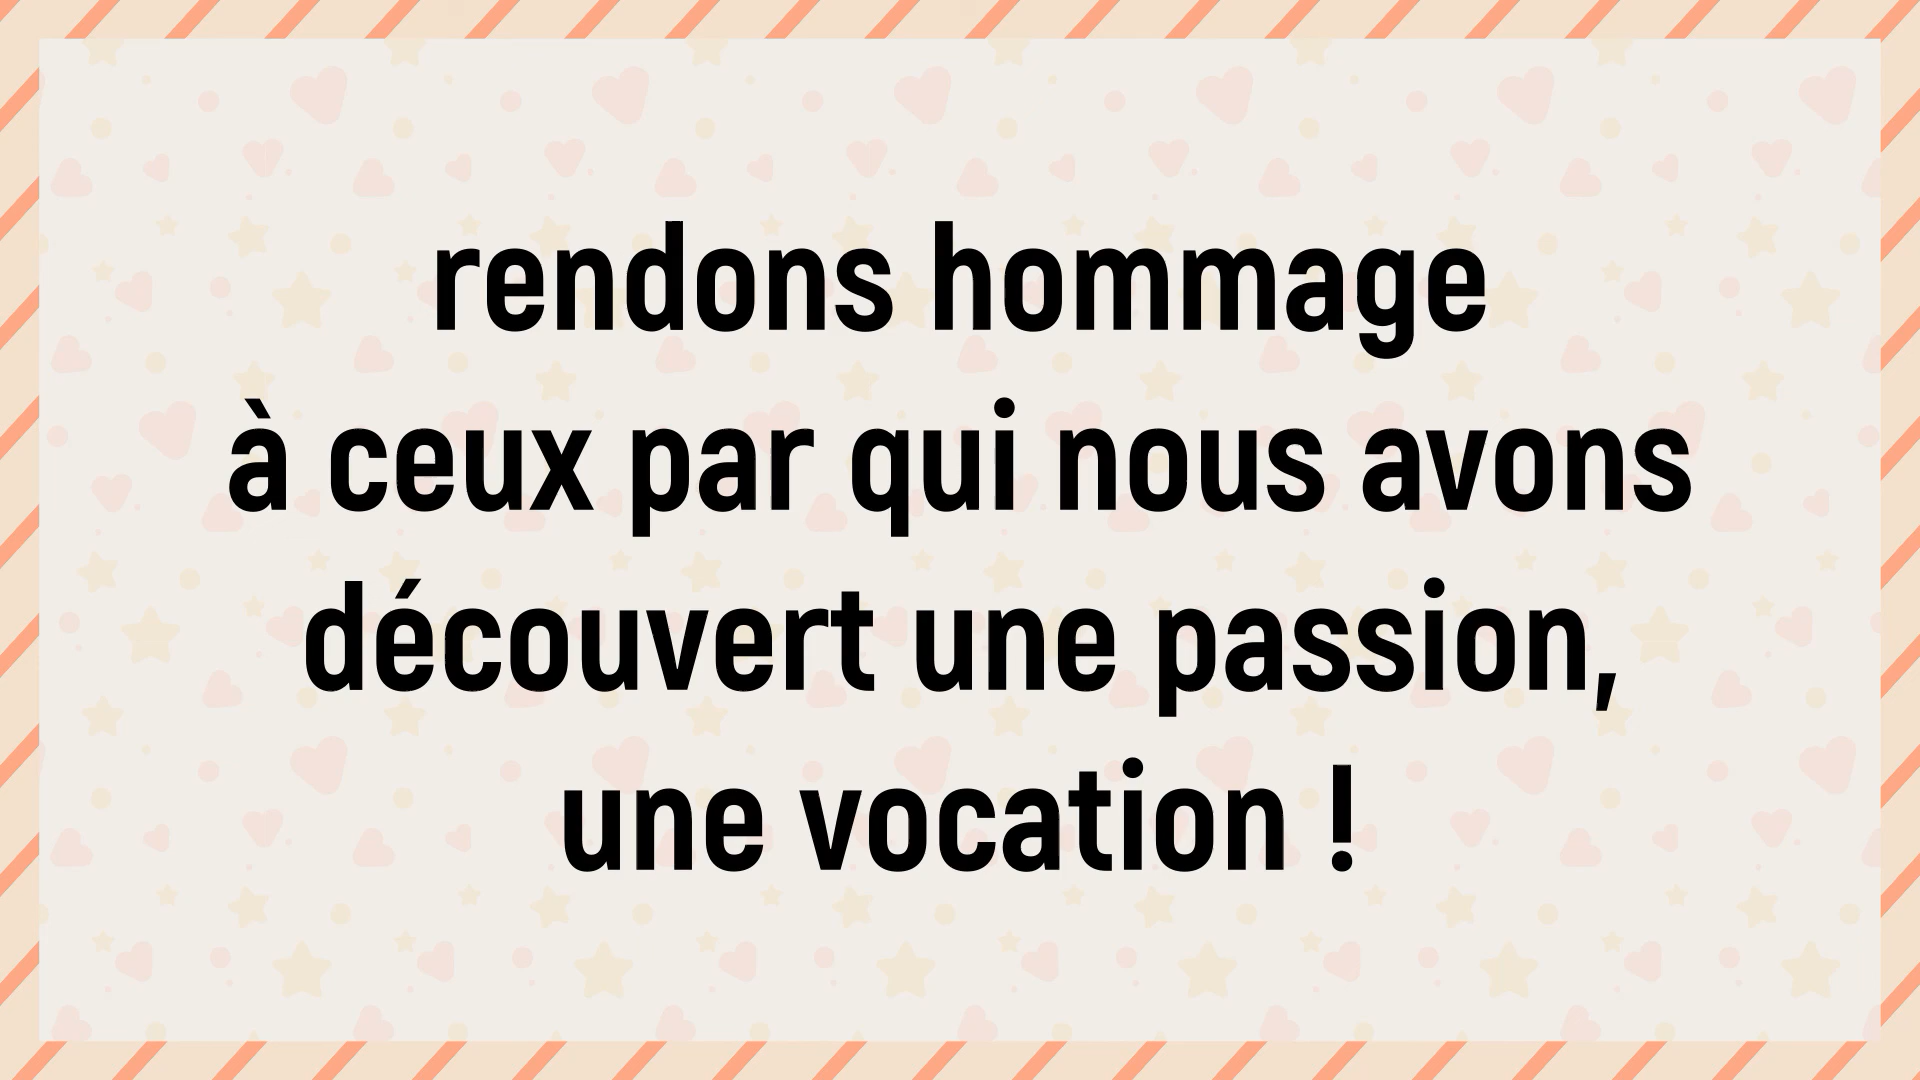 rendons hommage
à ceux par qui nous avons
découvert une passion,
une vocation !